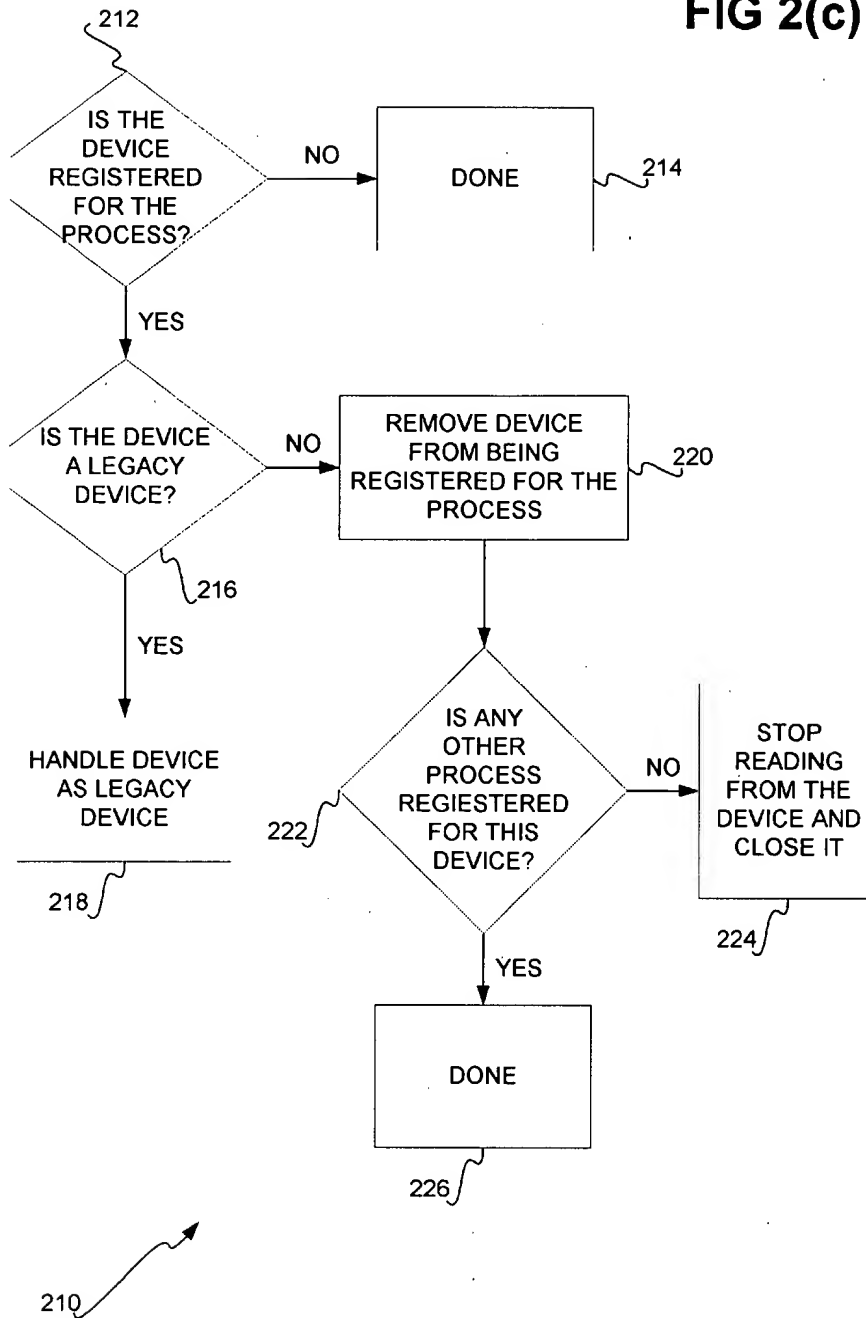 FIG 2(c)
212
IS THE
DEVICE
REGISTERED
FOR THE
PROCESS?
NO
DONE
214
YES
IS THE DEVICE
A LEGACY
DEVICE?
NO
REMOVE DEVICE
FROM BEING
REGISTERED FOR THE
PROCESS
220
216
YES
HANDLE DEVICE
AS LEGACY
DEVICE
218
IS ANY
OTHER
PROCESS
REGIESTERED
FOR THIS
DEVICE?
222
NO
STOP
READING
FROM THE
DEVICE AND
CLOSE IT
224
YES
DONE
226
210